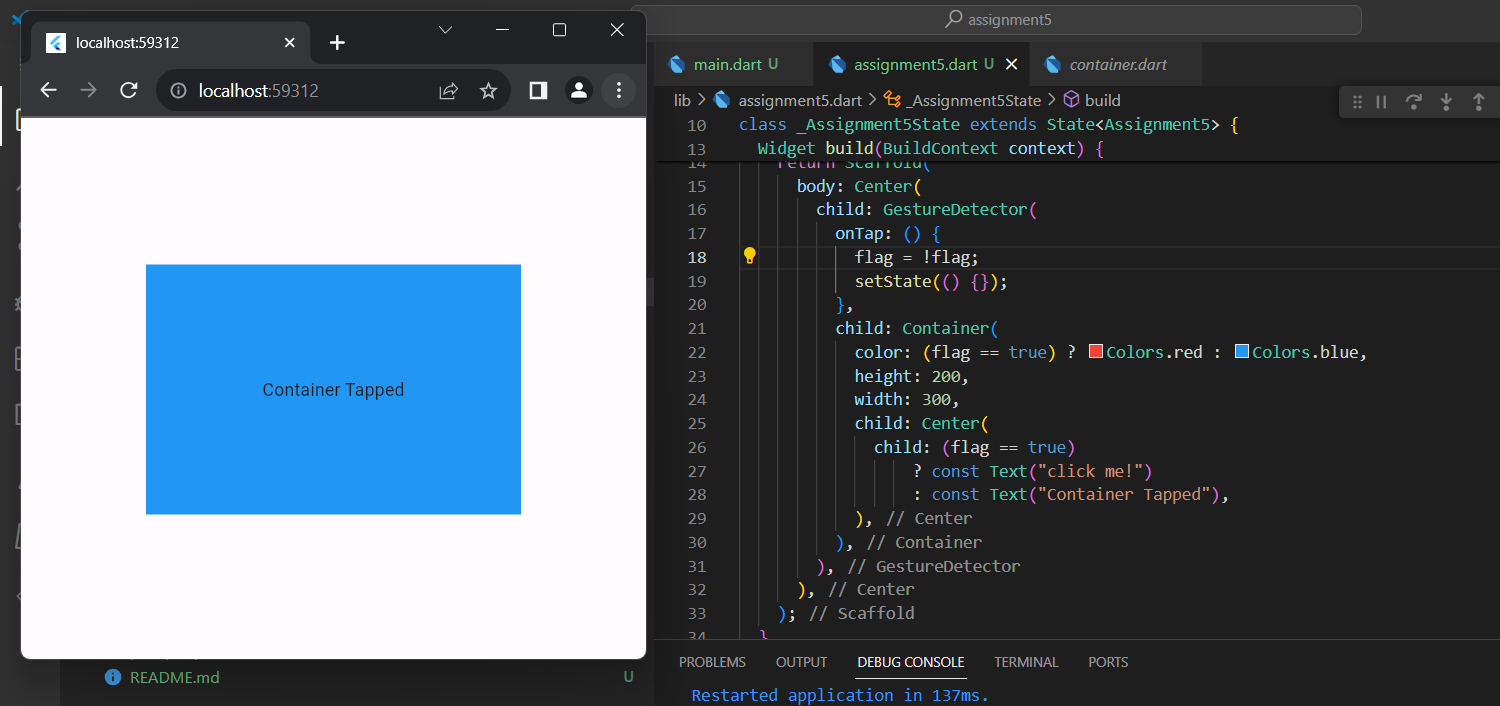 localhost:59312
localhost:59312
Container Tapped
README.md U
assignment5
main.dart U
assignment5.dart U
container.dart
lib > assignment5.dart > _Assignment5State > build
10 class _Assignment5State extends State<Assignment5> {
13 Widget build(BuildContext context) {
14 return Scaffold(
15 body: Center(
16 child: GestureDetector(
17 onTap: () {
18 flag = !flag;
19 setState(() {});
20 },
21 child: Container(
22 color: (flag == true) ? Colors.red : Colors.blue,
23 height: 200,
24 width: 300,
25 child: Center(
26 child: (flag == true)
27 ? const Text("click me!")
28 : const Text("Container Tapped"),
29 ), // Center
30 ), // Container
31 ), // GestureDetector
32 ), // Center
33 ); // Scaffold
34 }
PROBLEMS OUTPUT DEBUG CONSOLE TERMINAL PORTS
Restarted application in 137ms.